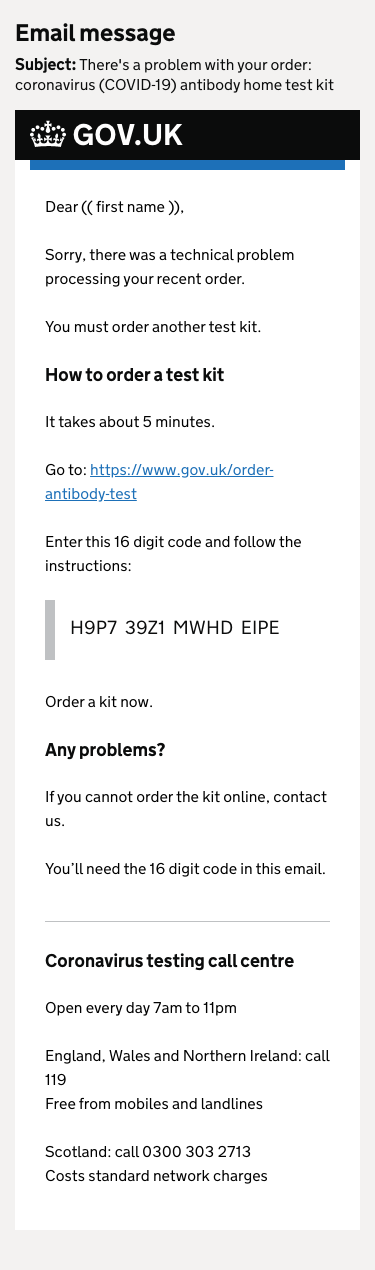 Email message
Subject: There's a problem with your order:
coronavirus (COVID-19) antibody home test kit
GOV.UK
Dear (( first name )),
Sorry, there was a technical problem
processing your recent order.
You must order another test kit.
How to order a test kit
It takes about 5 minutes.
Go to: https://www.gov.uk/order-
antibody-test
Enter this 16 digit code and follow the
instructions:
H9P7 39Z1 MWHD EIPE
Order a kit now.
Any problems?
If you cannot order the kit online, contact
us.
You’ll need the 16 digit code in this email.
Coronavirus testing call centre
Open every day 7am to 11pm
England, Wales and Northern Ireland: call
119
Free from mobiles and landlines
Scotland: call 0300 303 2713
Costs standard network charges